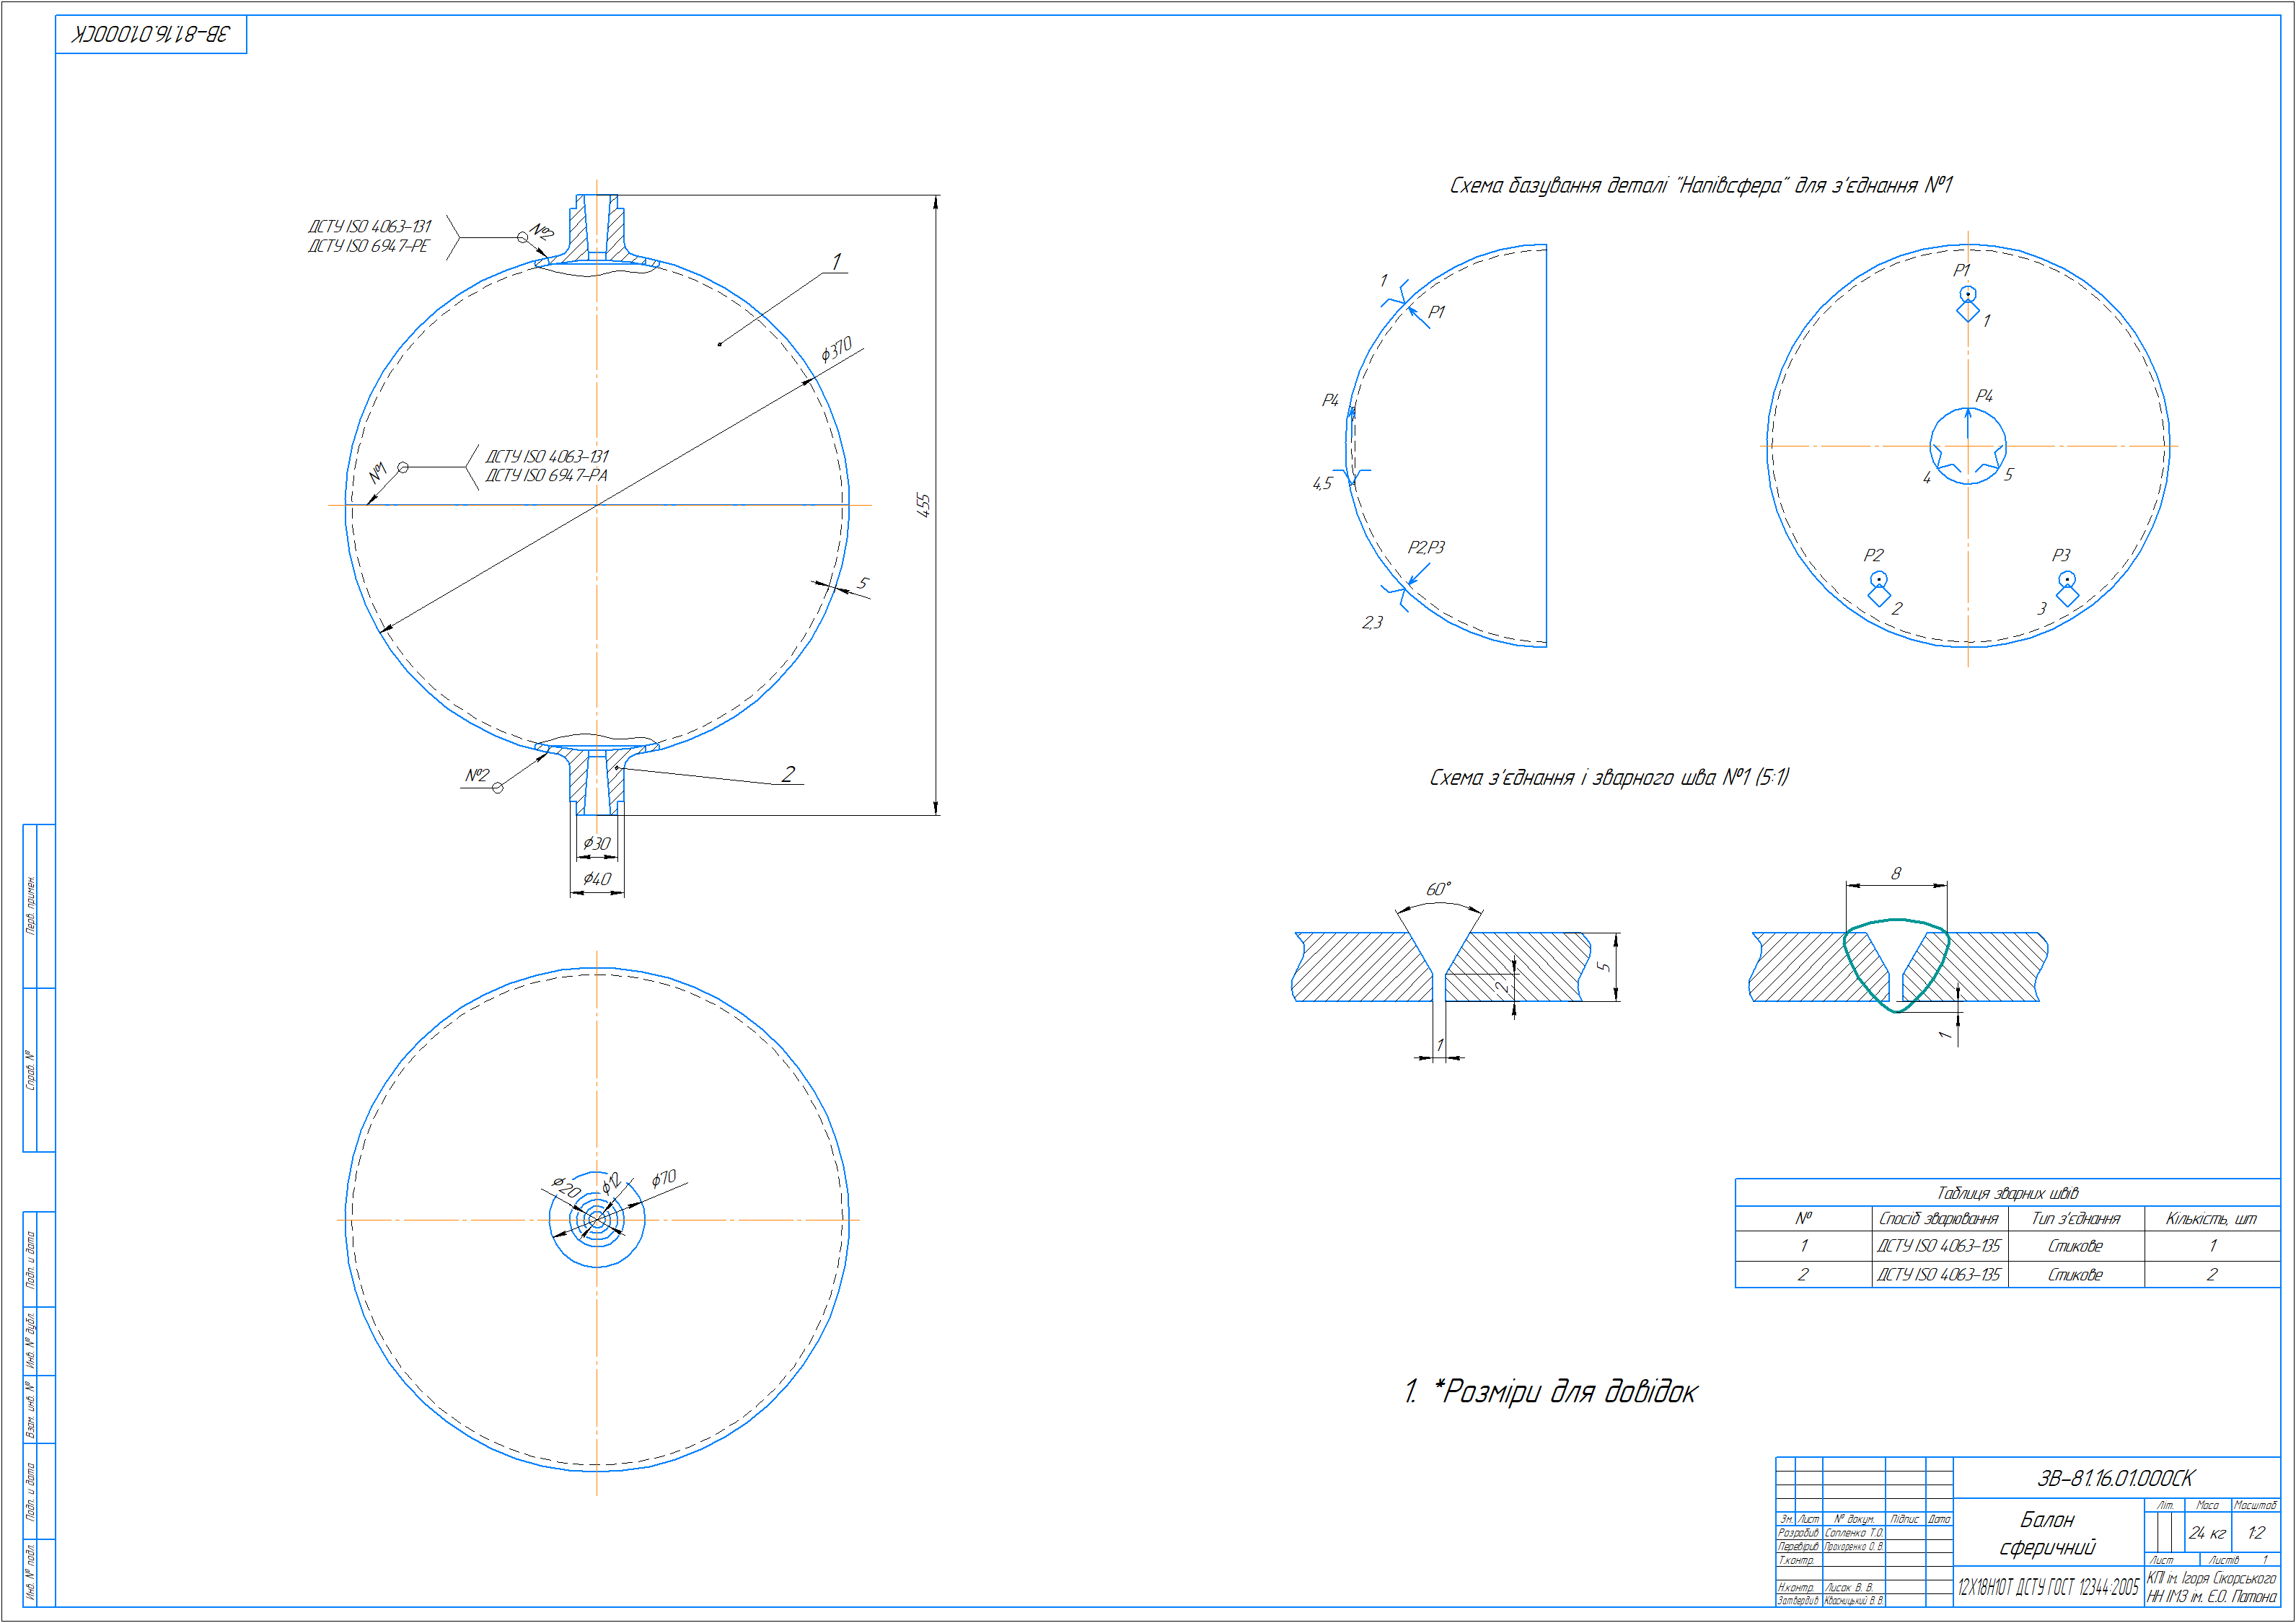 ЗВ-81.16.01.000СК
ДСТУ ISO 4063-131
ДСТУ ISO 6947-PE
№2
1
ϕ370
№1
ДСТУ ISO 4063-131
ДСТУ ISO 6947-PA
455
5
№2
2
ϕ30
ϕ40
ϕ20
ϕ12
ϕ70
Схема базування деталі "Напівсфера" для з'єднання №1
1
P1
P4
4,5
P2,P3
2,3
P1
1
P4
4
5
P2
P3
2
3
Схема з'єднання і зварного шва №1 (5:1)
60°
5
2
1
8
1
Таблиця зварних швів
№ Спосіб зварювання Тип з'єднання Кількість, шт
1 ДСТУ ISO 4063-135 Стикове 1
2 ДСТУ ISO 4063-135 Стикове 2
1. *Розміри для довідок
Перв. примен.
Справ. №
Подп. и дата
Инв. № дубл.
Взам. инв. №
Подп. и дата
Инв. № подл.
ЗВ-81.16.01.000СК
Зм. Лист № докум. Підпис Дата
Розробив Сопленко Т.О.
Перевірив Прохоренко О. В.
Т.контр.
Н.контр. Лисак В. В.
Затвердив Квасницький В. В.
Балон
сферичний
Літ. Маса Масштаб
24 кг 1:2
Лист Листів 1
12Х18Н10Т ДСТУ ГОСТ 12344:2005
КПІ ім. Ігоря Сікорського
НН ІМЗ ім. Є.О. Патона